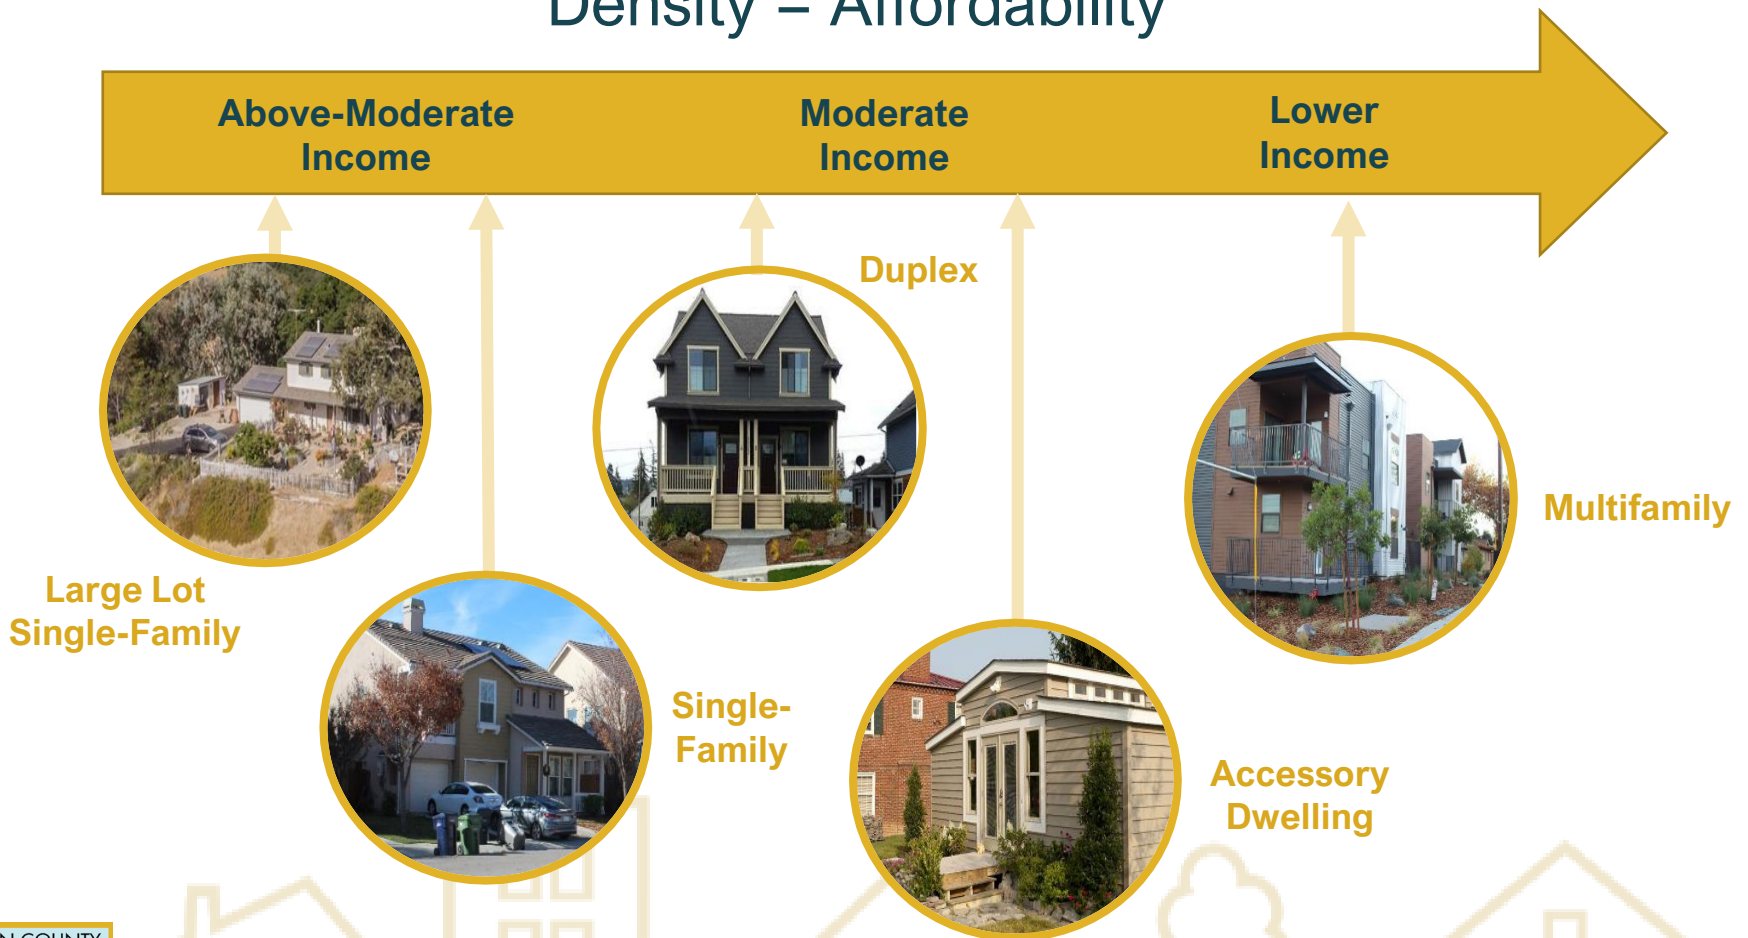 Density = Affordability
Above-Moderate
Income
Moderate
Income
Lower
Income
Duplex
Multifamily
Large Lot
Single-Family
Single-
Family
Accessory
Dwelling
COUNTY